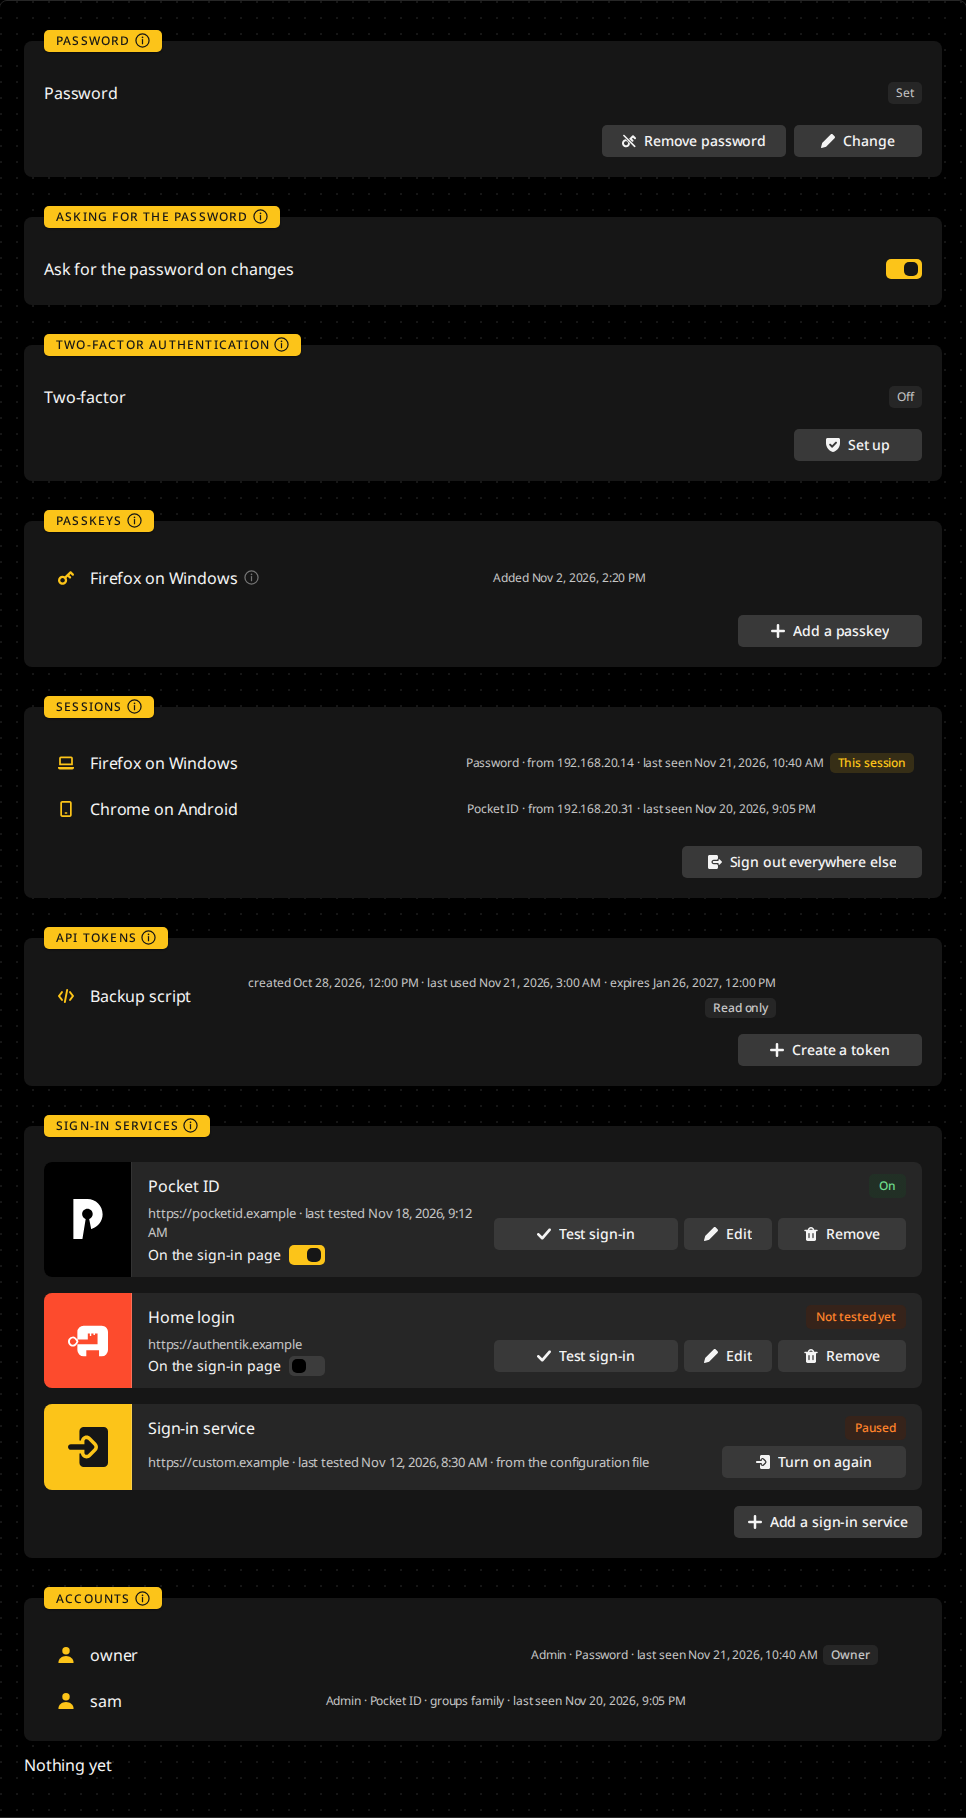 PASSWORD
Password
Set
Remove password
Change
ASKING FOR THE PASSWORD
Ask for the password on changes
TWO-FACTOR AUTHENTICATION
Two-factor
Off
Set up
PASSKEYS
Firefox on Windows
Added Nov 2, 2026, 2:20 PM
Add a passkey
SESSIONS
Firefox on Windows
Password · from 192.168.20.14 · last seen Nov 21, 2026, 10:40 AM
This session
Chrome on Android
Pocket ID · from 192.168.20.31 · last seen Nov 20, 2026, 9:05 PM
Sign out everywhere else
API TOKENS
Backup script
created Oct 28, 2026, 12:00 PM · last used Nov 21, 2026, 3:00 AM · expires Jan 26, 2027, 12:00 PM
Read only
Create a token
SIGN-IN SERVICES
Pocket ID
On
https://pocketid.example · last tested Nov 18, 2026, 9:12
AM
On the sign-in page
Test sign-in
Edit
Remove
Home login
Not tested yet
https://authentik.example
On the sign-in page
Test sign-in
Edit
Remove
Sign-in service
Paused
https://custom.example · last tested Nov 12, 2026, 8:30 AM · from the configuration file
Turn on again
Add a sign-in service
ACCOUNTS
owner
Admin · Password · last seen Nov 21, 2026, 10:40 AM
Owner
sam
Admin · Pocket ID · groups family · last seen Nov 20, 2026, 9:05 PM
Nothing yet